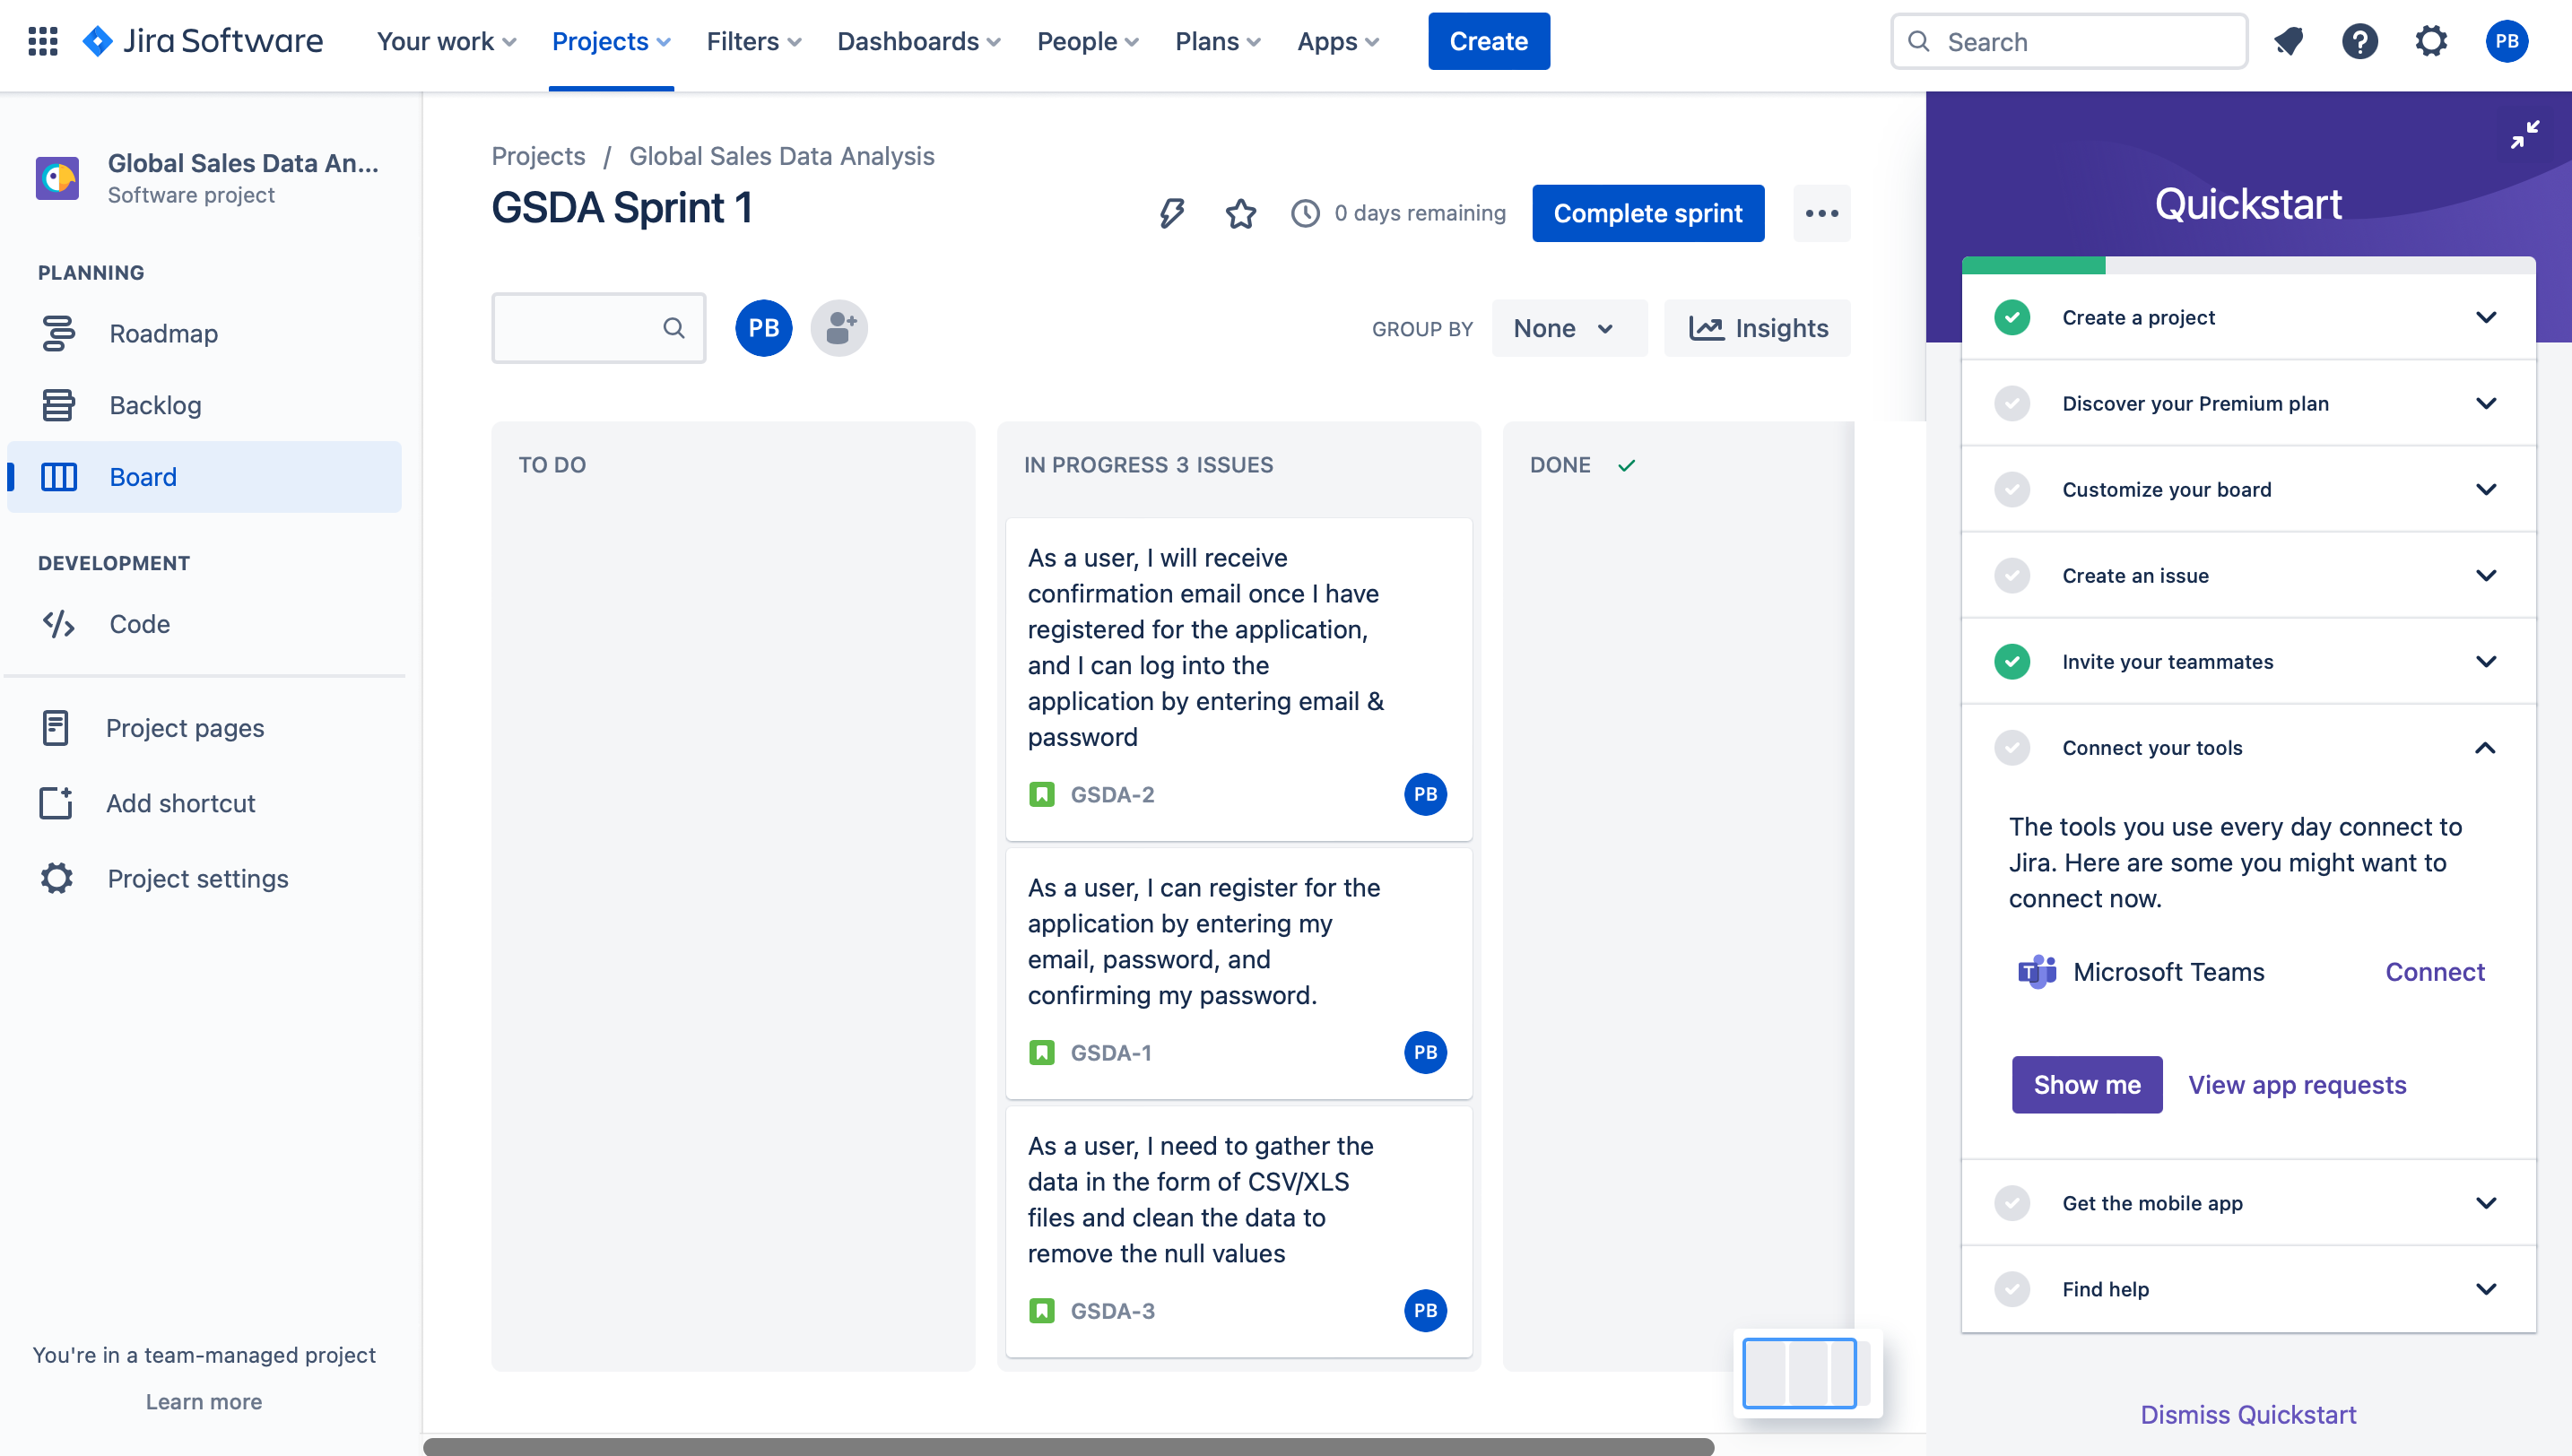 Jira Software
Your work
Projects
Filters
Dashboards
People
Plans
Apps
Create
Search
PB
Global Sales Data An...
Software project
PLANNING
Roadmap
Backlog
Board
DEVELOPMENT
Code
Project pages
Add shortcut
Project settings
You're in a team-managed project
Learn more
Projects / Global Sales Data Analysis
GSDA Sprint 1
0 days remaining
Complete sprint
PB
GROUP BY
None
Insights
TO DO
IN PROGRESS 3 ISSUES
As a user, I will receive
confirmation email once I have
registered for the application,
and I can log into the
application by entering email &
password
GSDA-2
PB
As a user, I can register for the
application by entering my
email, password, and
confirming my password.
GSDA-1
PB
As a user, I need to gather the
data in the form of CSV/XLS
files and clean the data to
remove the null values
GSDA-3
PB
DONE
Quickstart
Create a project
Discover your Premium plan
Customize your board
Create an issue
Invite your teammates
Connect your tools
The tools you use every day connect to
Jira. Here are some you might want to
connect now.
T
Microsoft Teams
Connect
Show me
View app requests
Get the mobile app
Find help
Dismiss Quickstart